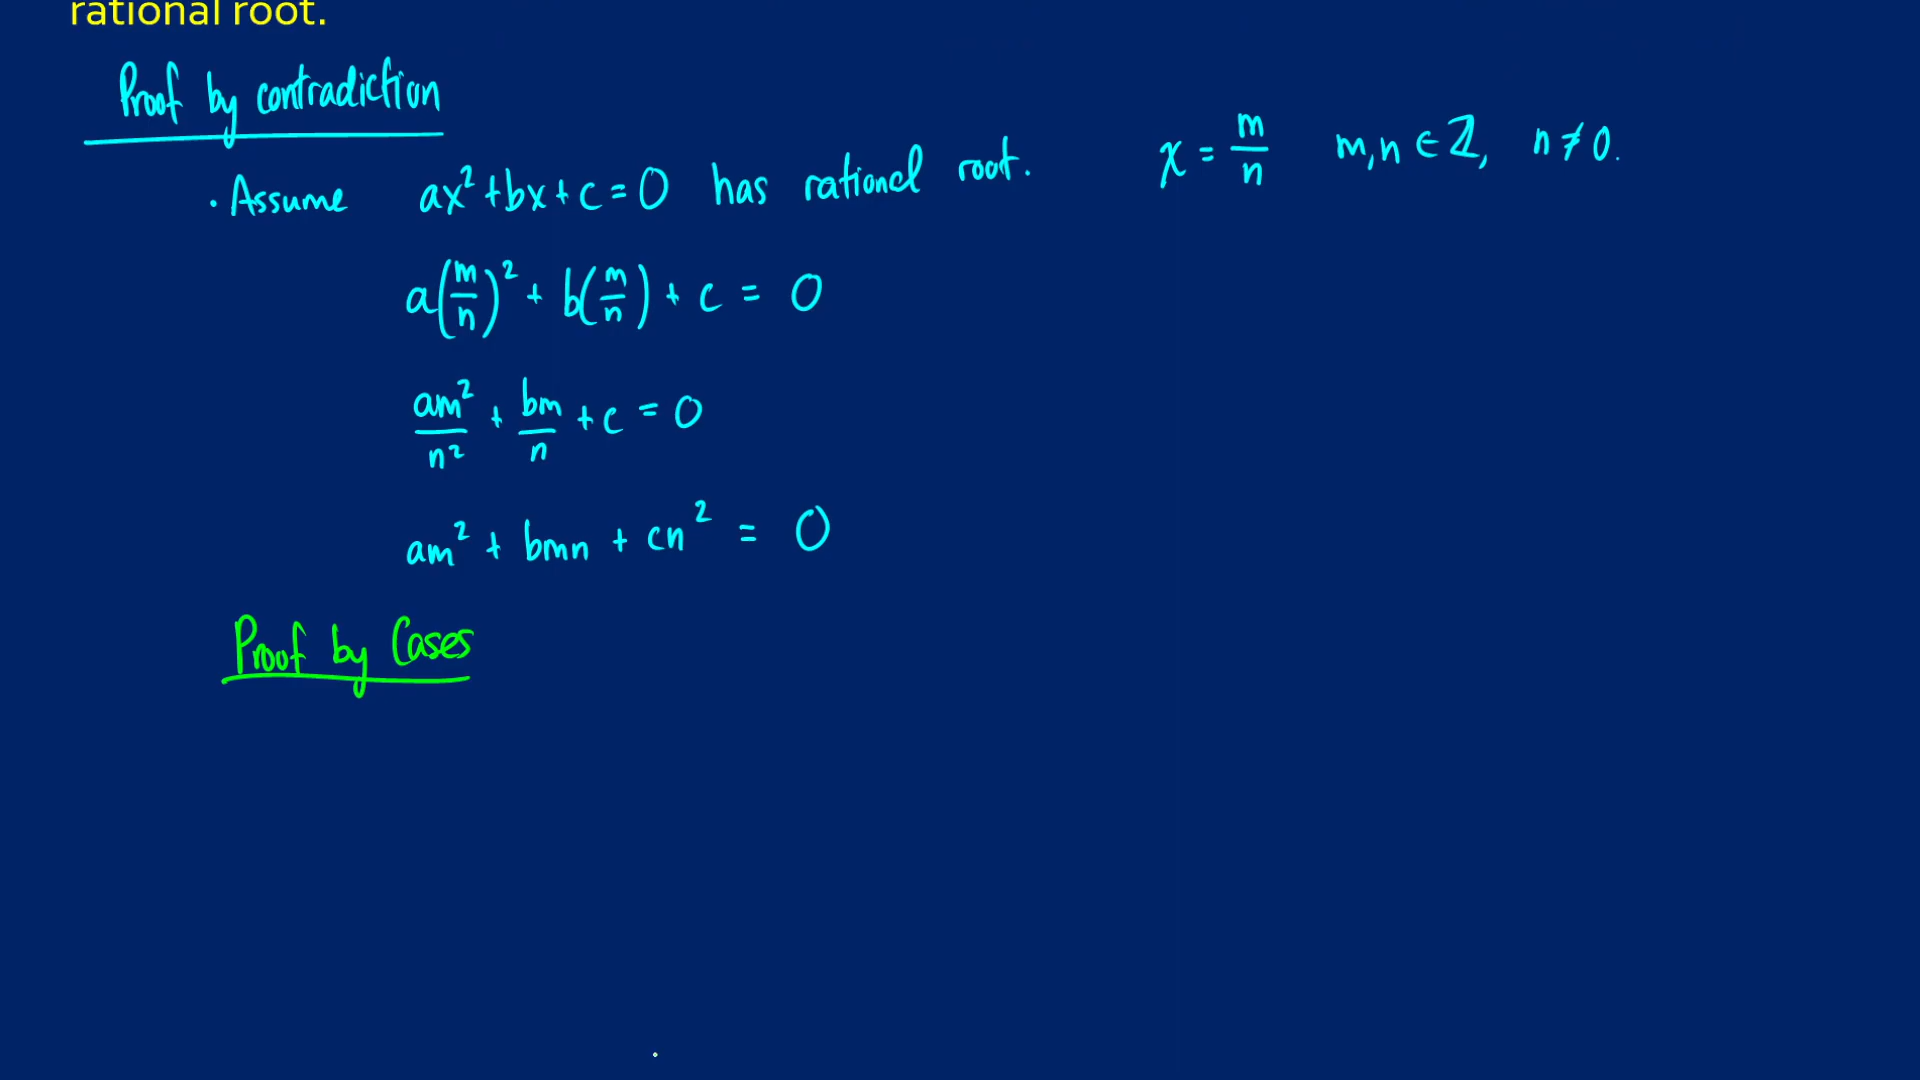 rational root.
Proof by contradiction
· Assume ax² + bx + c = 0 has rational root. x = m/n m,n ∈ ℤ, n ≠ 0.
a(m/n)² + b(m/n) + c = 0
am²/n² + bm/n + c = 0
am² + bmn + cn² = 0
Proof by Cases